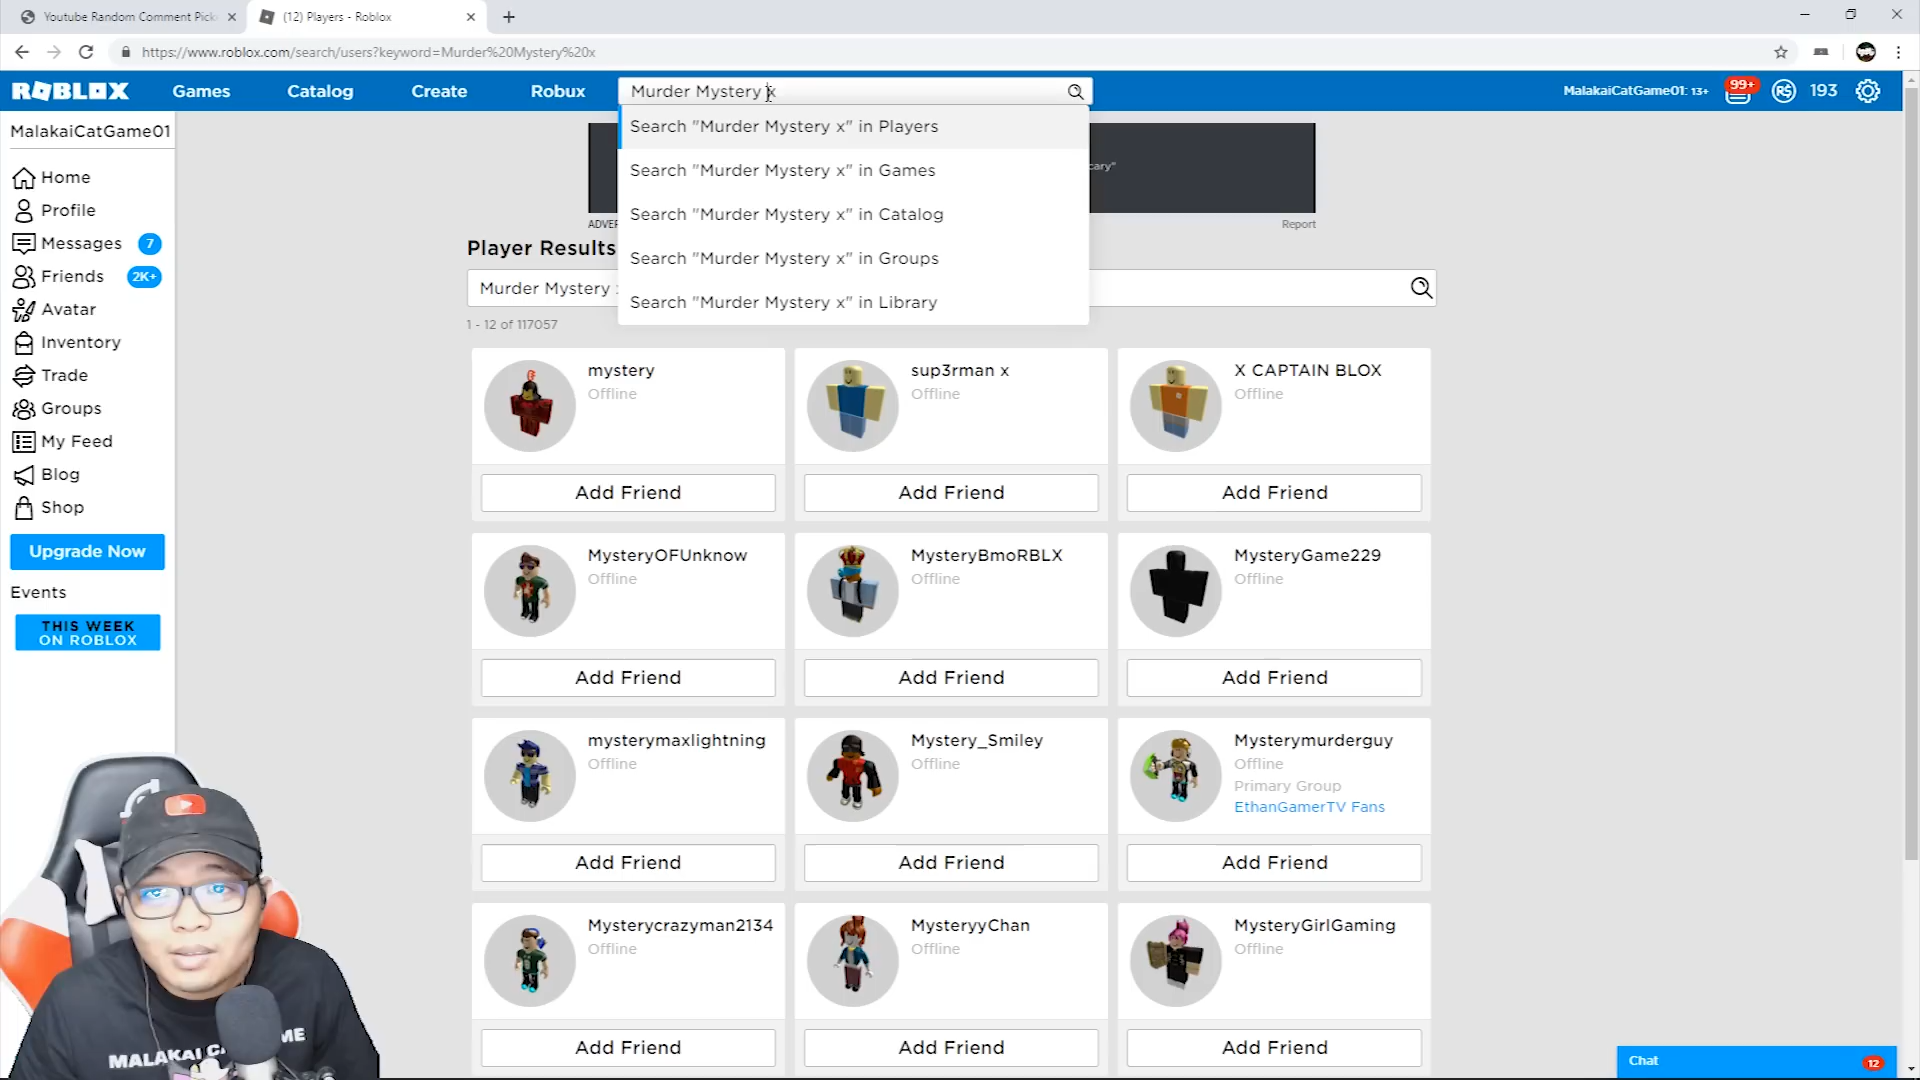 Youtube Random Comment Pick
(12) Players - Roblox
https://www.roblox.com/search/users?keyword=Murder%20Mystery%20x
ROBLOX
Games
Catalog
Create
Robux
Murder Mystery x
MalakaiCatGame01: 13+
99+
R$
193
Search "Murder Mystery x" in Players
Search "Murder Mystery x" in Games
Search "Murder Mystery x" in Catalog
Search "Murder Mystery x" in Groups
Search "Murder Mystery x" in Library
cary"
ADVER
Report
MalakaiCatGame01
Home
Profile
Messages
7
Friends
2K+
Avatar
Inventory
Trade
Groups
My Feed
Blog
Shop
Upgrade Now
Events
THIS WEEK
ON ROBLOX
Player Results
Murder Mystery
1 - 12 of 117057
mystery
Offline
Add Friend
sup3rman x
Offline
Add Friend
X CAPTAIN BLOX
Offline
Add Friend
MysteryOFUnknow
Offline
Add Friend
MysteryBmoRBLX
Offline
Add Friend
MysteryGame229
Offline
Add Friend
mysterymaxlightning
Offline
Add Friend
Mystery_Smiley
Offline
Add Friend
Mysterymurderguy
Offline
Primary Group
EthanGamerTV Fans
Add Friend
Mysterycrazyman2134
Offline
Add Friend
MysteryyChan
Offline
Add Friend
MysteryGirlGaming
Offline
Add Friend
MALAKAI C
ME
Chat
12